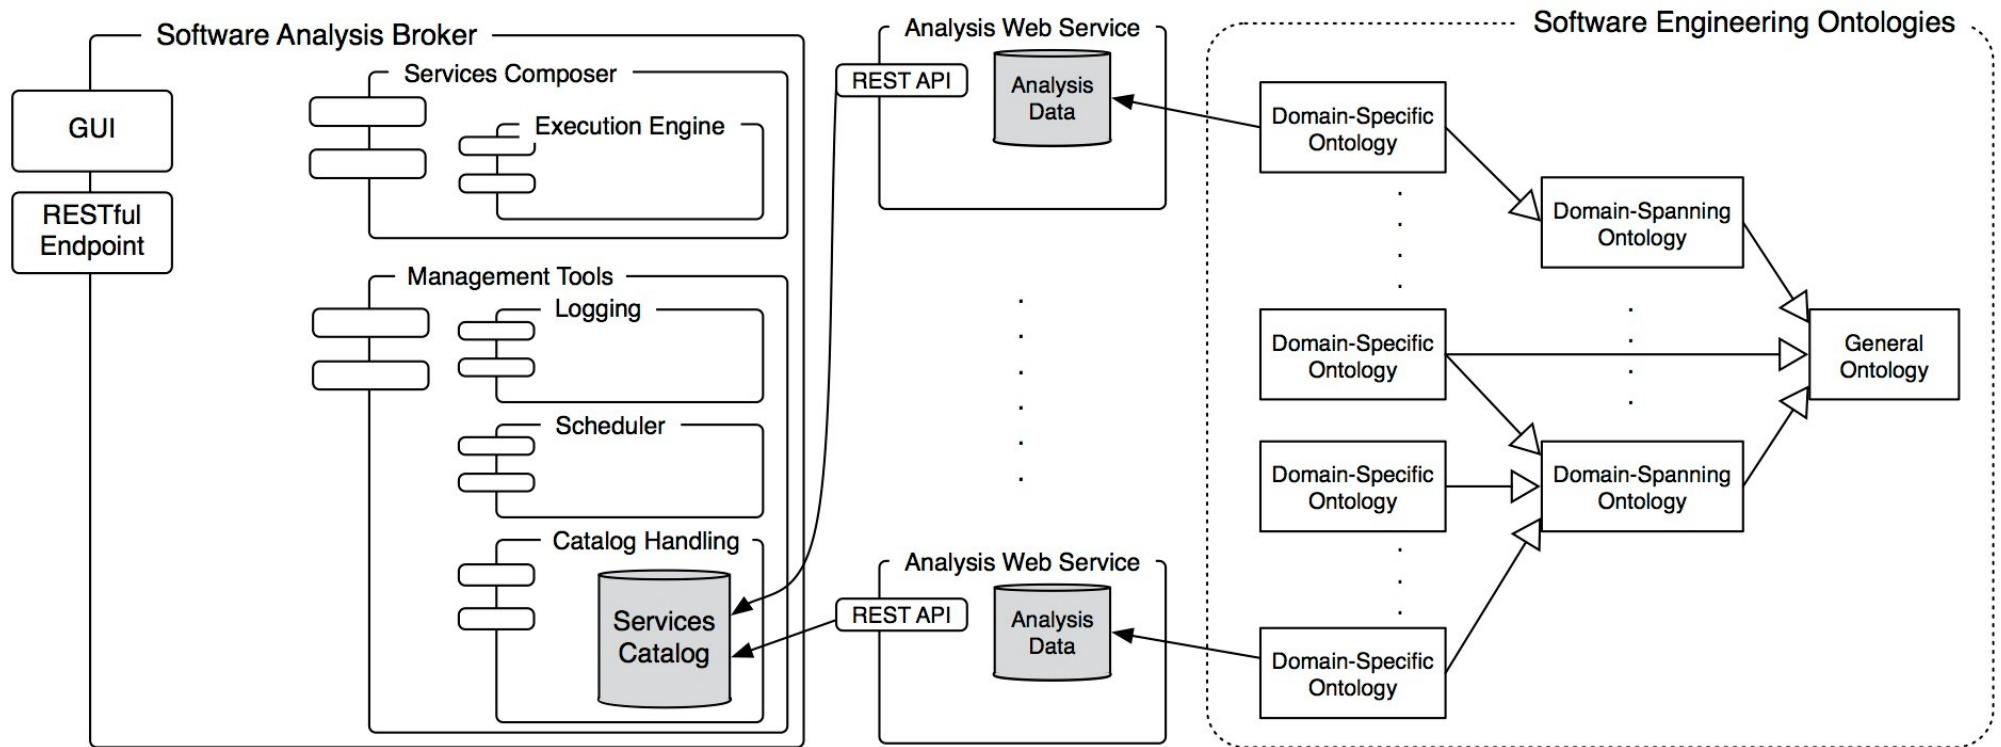 Software Analysis Broker
GUI
RESTful
Endpoint
Services Composer
Execution Engine
Management Tools
Logging
Scheduler
Catalog Handling
Services
Catalog
Analysis Web Service
REST API
Analysis
Data
Analysis Web Service
REST API
Analysis
Data
Software Engineering Ontologies
Domain-Specific
Ontology
Domain-Specific
Ontology
Domain-Specific
Ontology
Domain-Specific
Ontology
Domain-Spanning
Ontology
Domain-Spanning
Ontology
General
Ontology